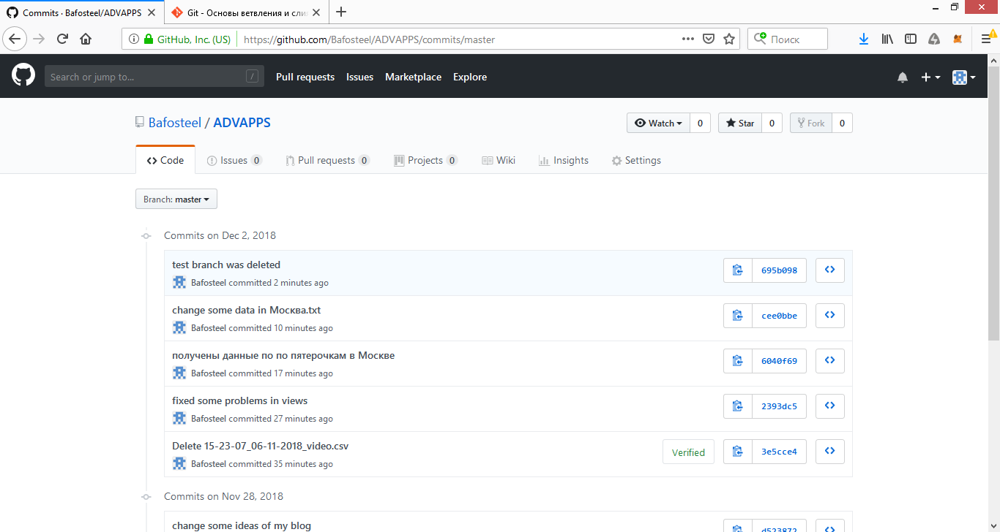 Commits · Bafosteel/ADVAPPS
Git - Основы ветвления и сли
GitHub, Inc. (US)
https://github.com/Bafosteel/ADVAPPS/commits/master
Поиск
Search or jump to...
/
Pull requests
Issues
Marketplace
Explore
Bafosteel / ADVAPPS
Watch 0
Star 0
Fork 0
Code
Issues 0
Pull requests 0
Projects 0
Wiki
Insights
Settings
Branch: master
Commits on Dec 2, 2018
test branch was deleted
Bafosteel committed 2 minutes ago
695b098
change some data in Москва.txt
Bafosteel committed 10 minutes ago
cee0bbe
получены данные по по пятерочкам в Москве
Bafosteel committed 17 minutes ago
6040f69
fixed some problems in views
Bafosteel committed 27 minutes ago
2393dc5
Delete 15-23-07_06-11-2018_video.csv
Bafosteel committed 35 minutes ago
Verified
3e5cce4
Commits on Nov 28, 2018
change some ideas of my blog
d523872